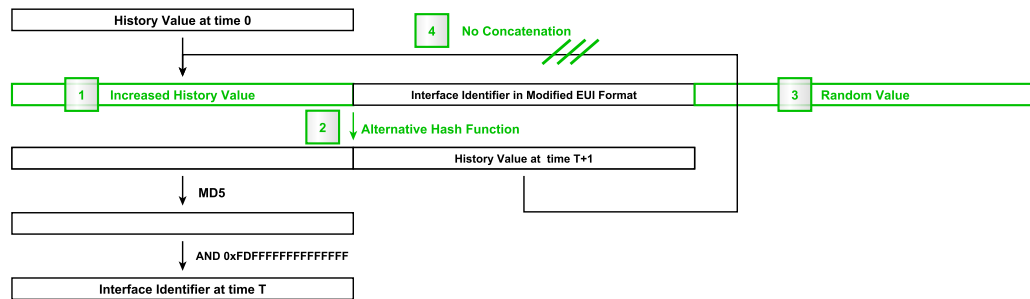 History Value at time 0
4 No Concatenation
1 Increased History Value
Interface Identifier in Modified EUI Format
3 Random Value
2 Alternative Hash Function
History Value at time T+1
MD5
AND 0xFDFFFFFFFFFFFFFF
Interface Identifier at time T